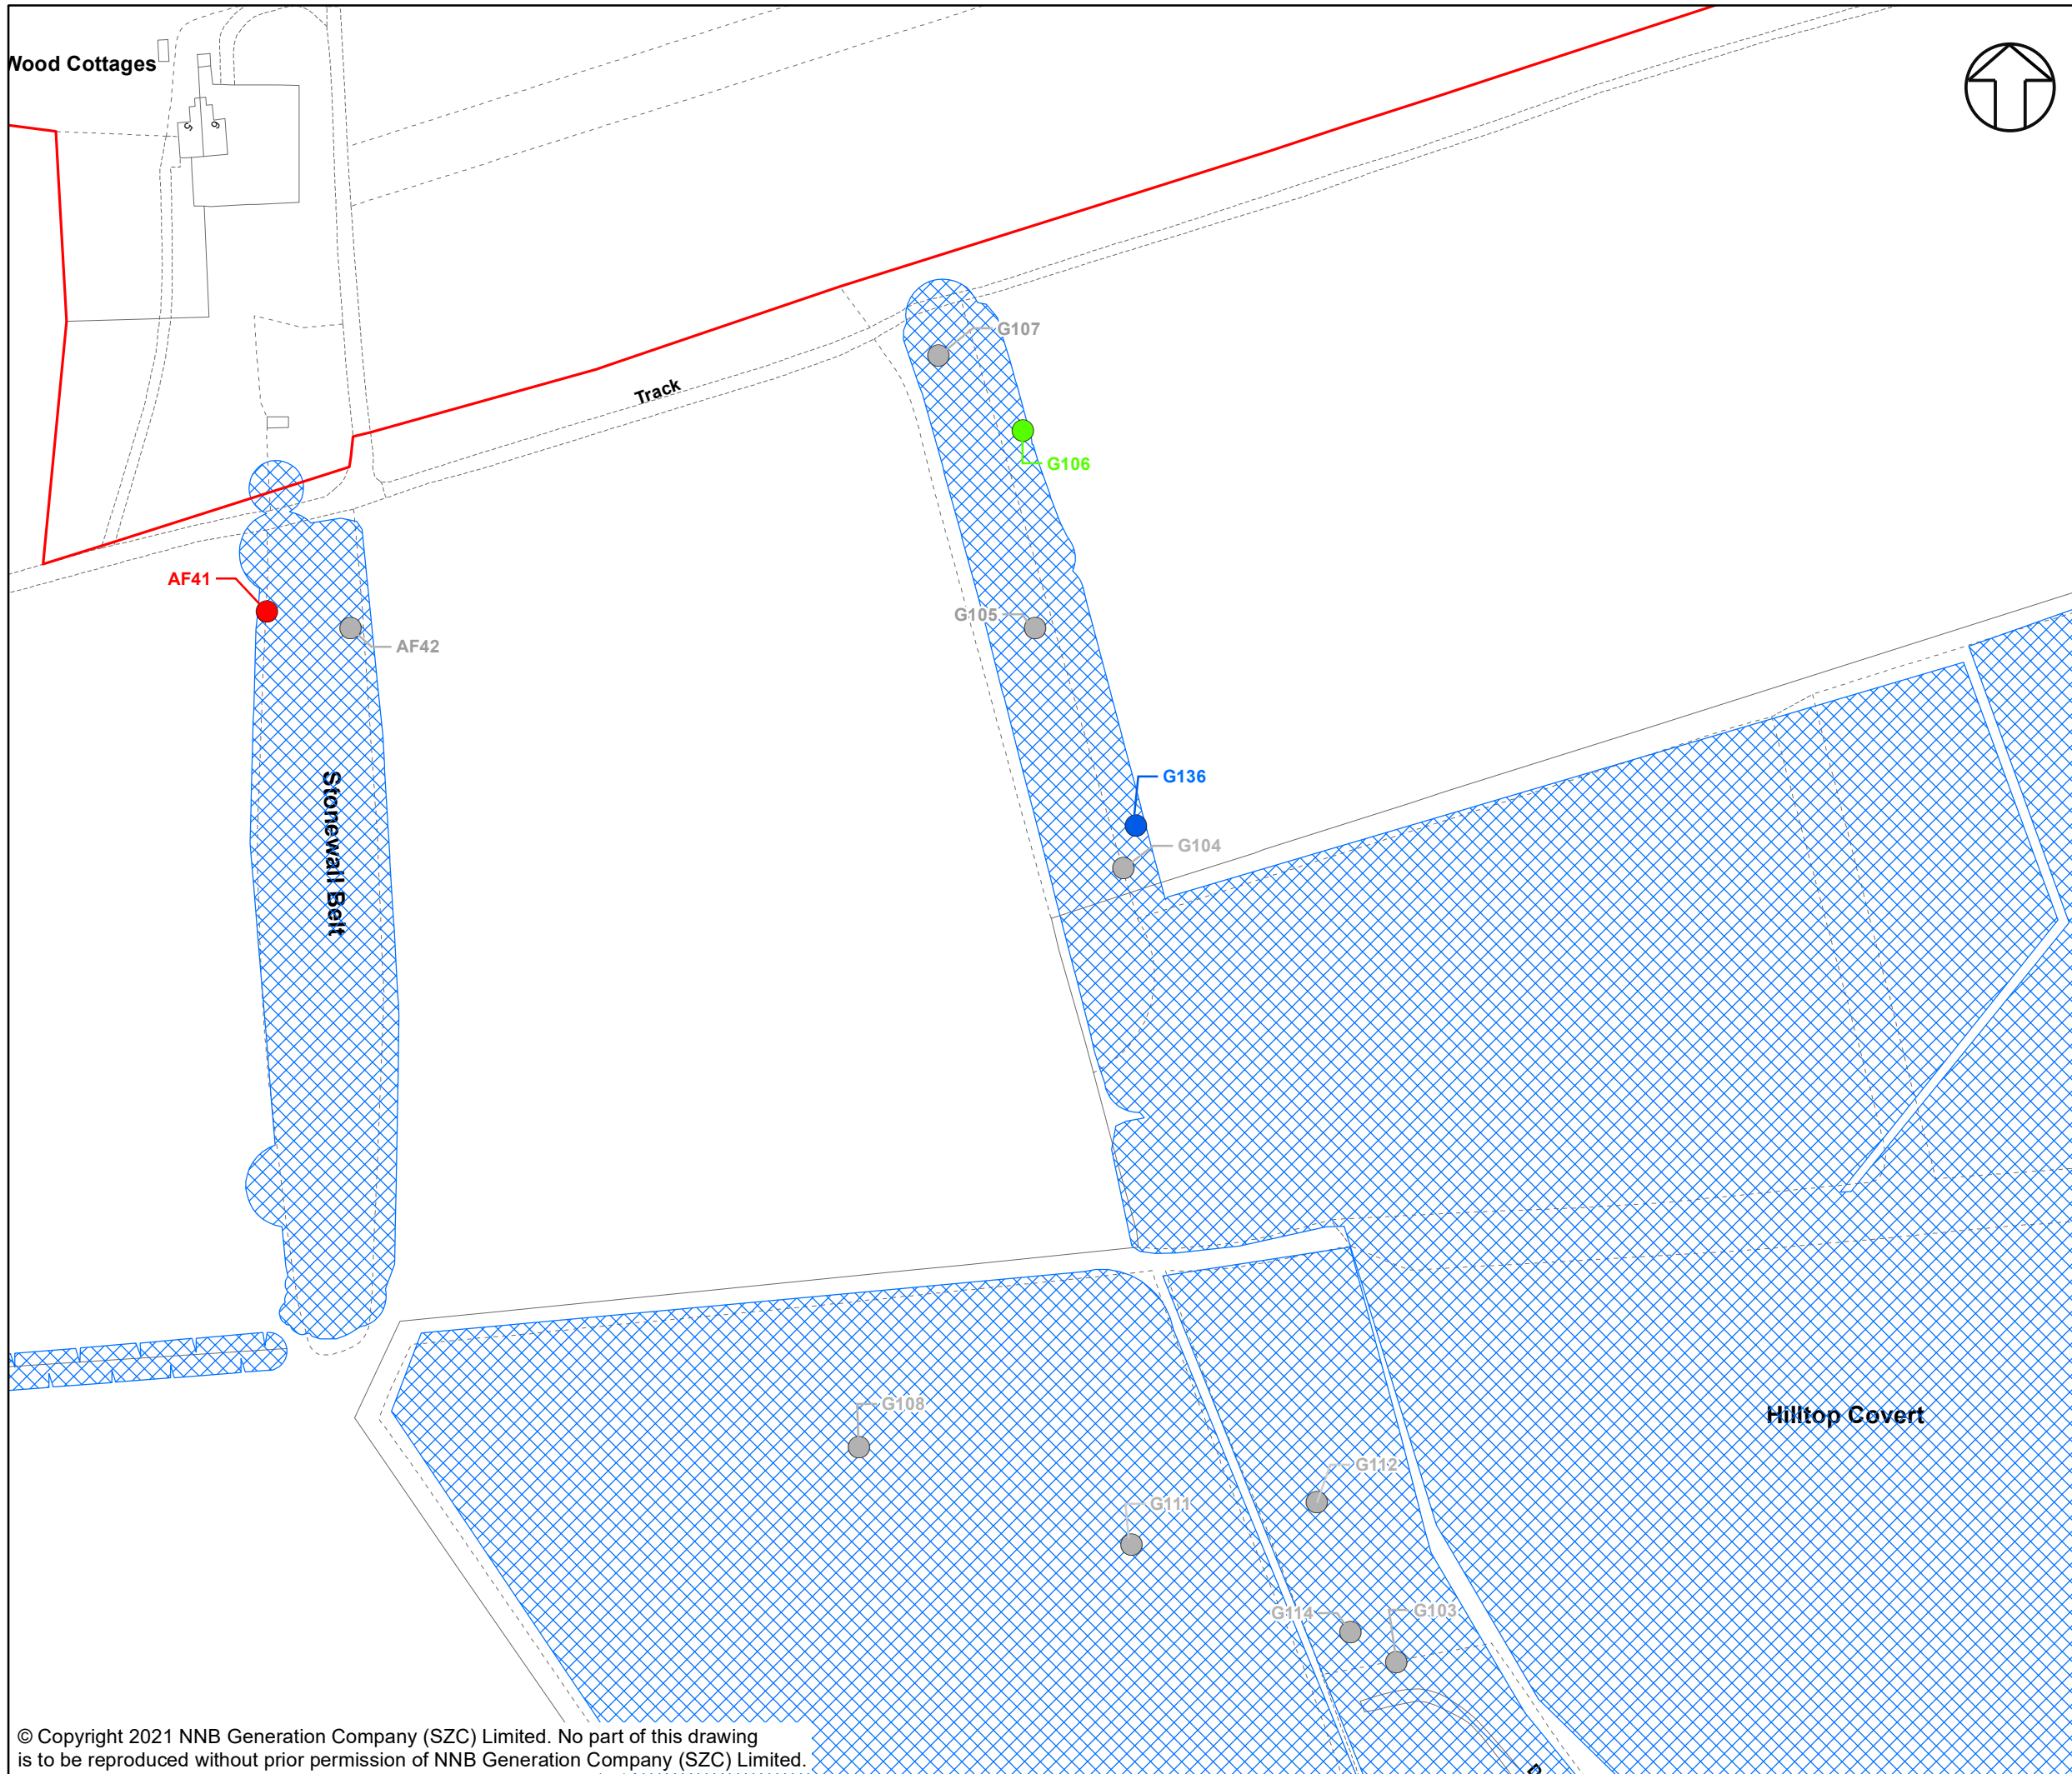 Wood Cottages
5
6
G107
Track
G106
AF41
G105
AF42
G136
Stonewall Belt
G104
G108
Hilltop Covert
G112
G111
G114
G103
© Copyright 2021 NNB Generation Company (SZC) Limited. No part of this drawing
is to be reproduced without prior permission of NNB Generation Company (SZC) Limited.